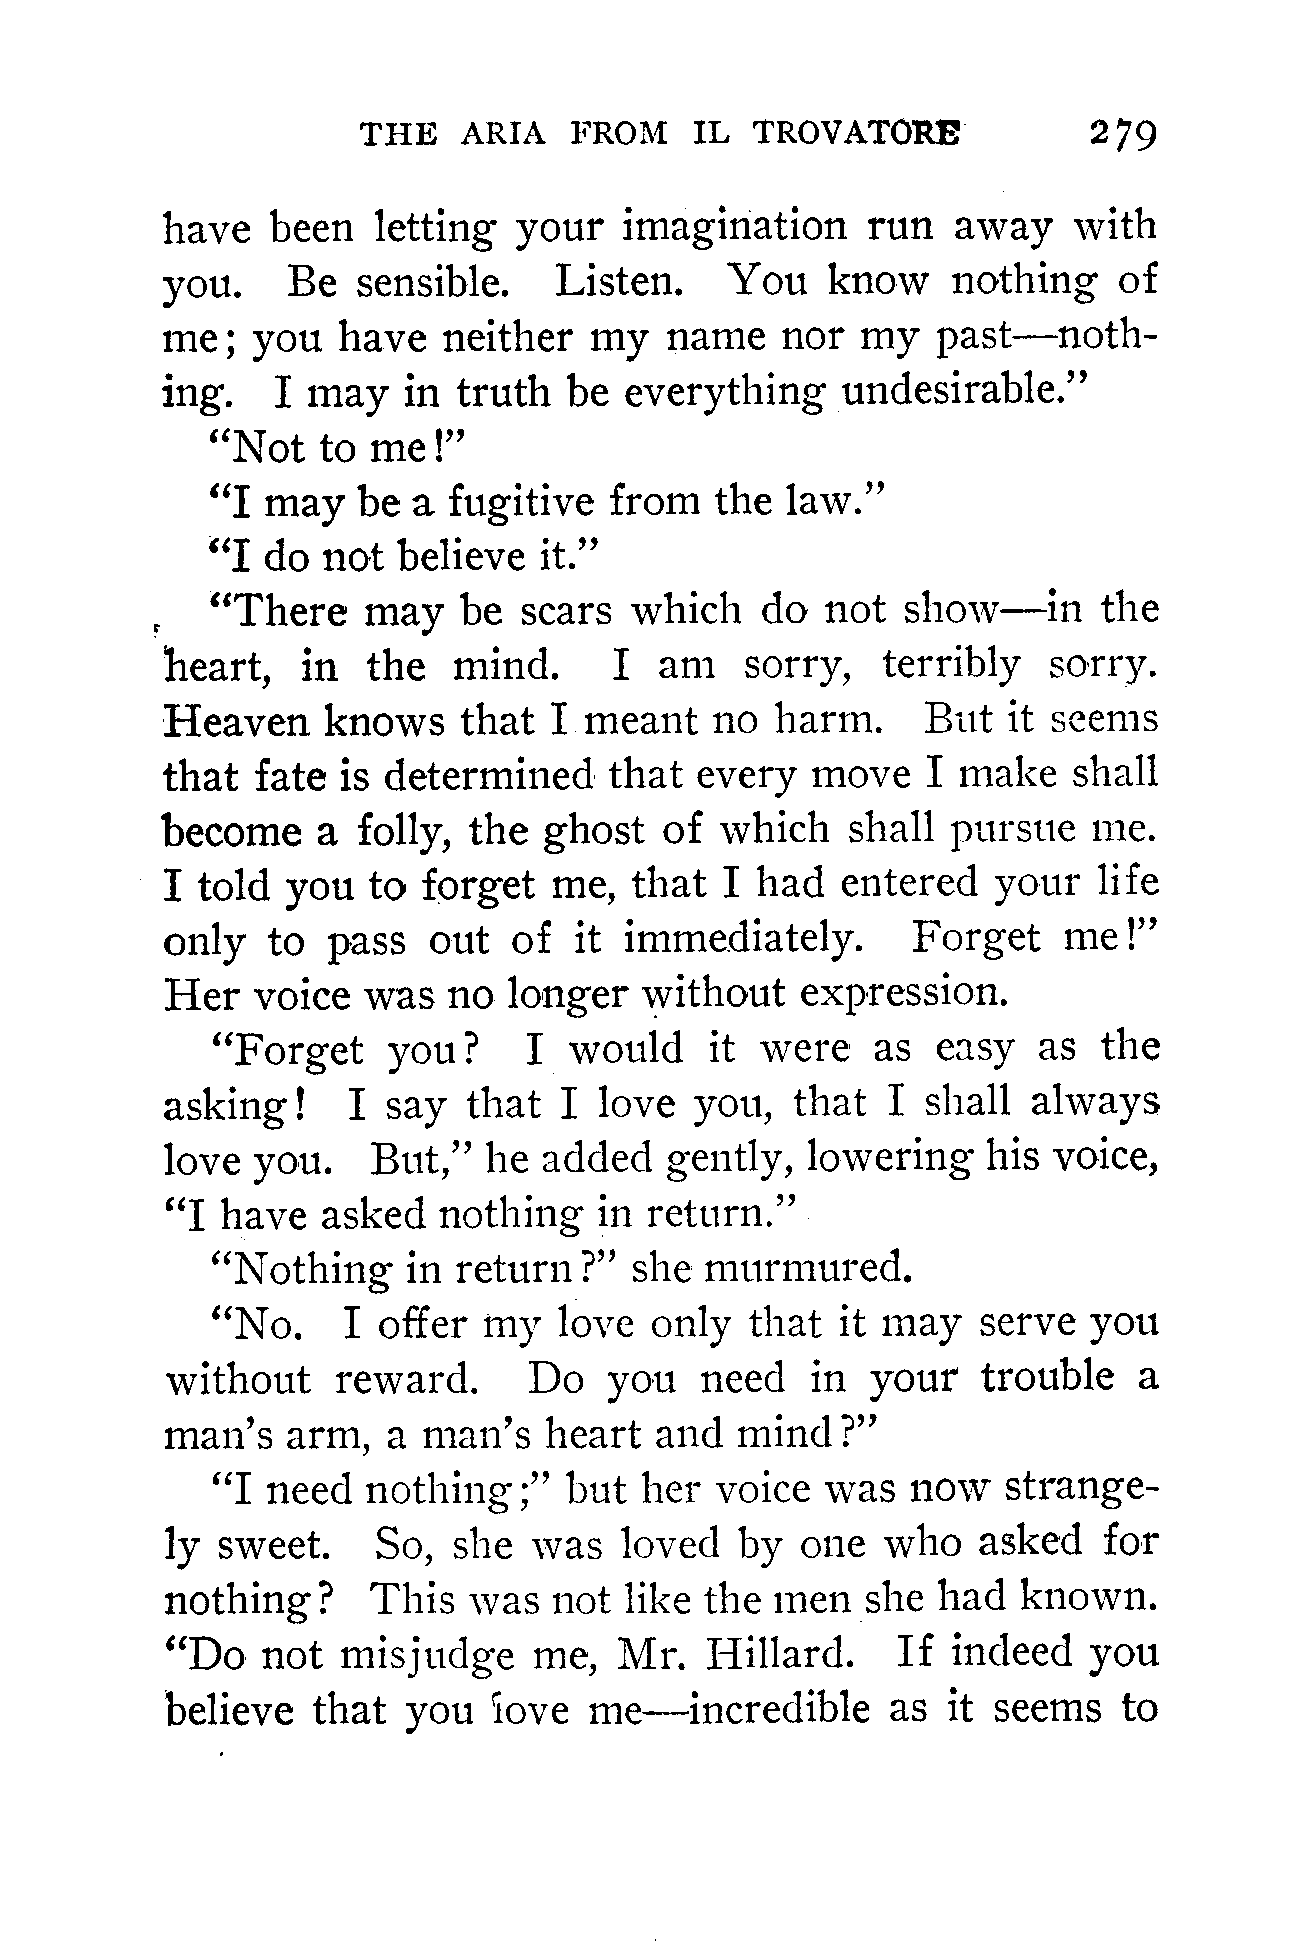 THE ARIA FROM IL TROVATORE 279
have been letting your imagination run away with
you. Be sensible. Listen. You know nothing of
me; you have neither my name nor my past—noth-
ing. I may in truth be everything undesirable."
"Not to me!"
"I may be a fugitive from the law."
"I do not believe it."
"There may be scars which do not show—in the
heart, in the mind. I am sorry, terribly sorry.
Heaven knows that I meant no harm. But it seems
that fate is determined that every move I make shall
become a folly, the ghost of which shall pursue me.
I told you to forget me, that I had entered your life
only to pass out of it immediately. Forget me!"
Her voice was no longer without expression.
"Forget you? I would it were as easy as the
asking! I say that I love you, that I shall always
love you. But," he added gently, lowering his voice,
"I have asked nothing in return."
"Nothing in return?" she murmured.
"No. I offer my love only that it may serve you
without reward. Do you need in your trouble a
man's arm, a man's heart and mind?"
"I need nothing;" but her voice was now strange-
ly sweet. So, she was loved by one who asked for
nothing? This was not like the men she had known.
"Do not misjudge me, Mr. Hillard. If indeed you
believe that you love me—incredible as it seems to